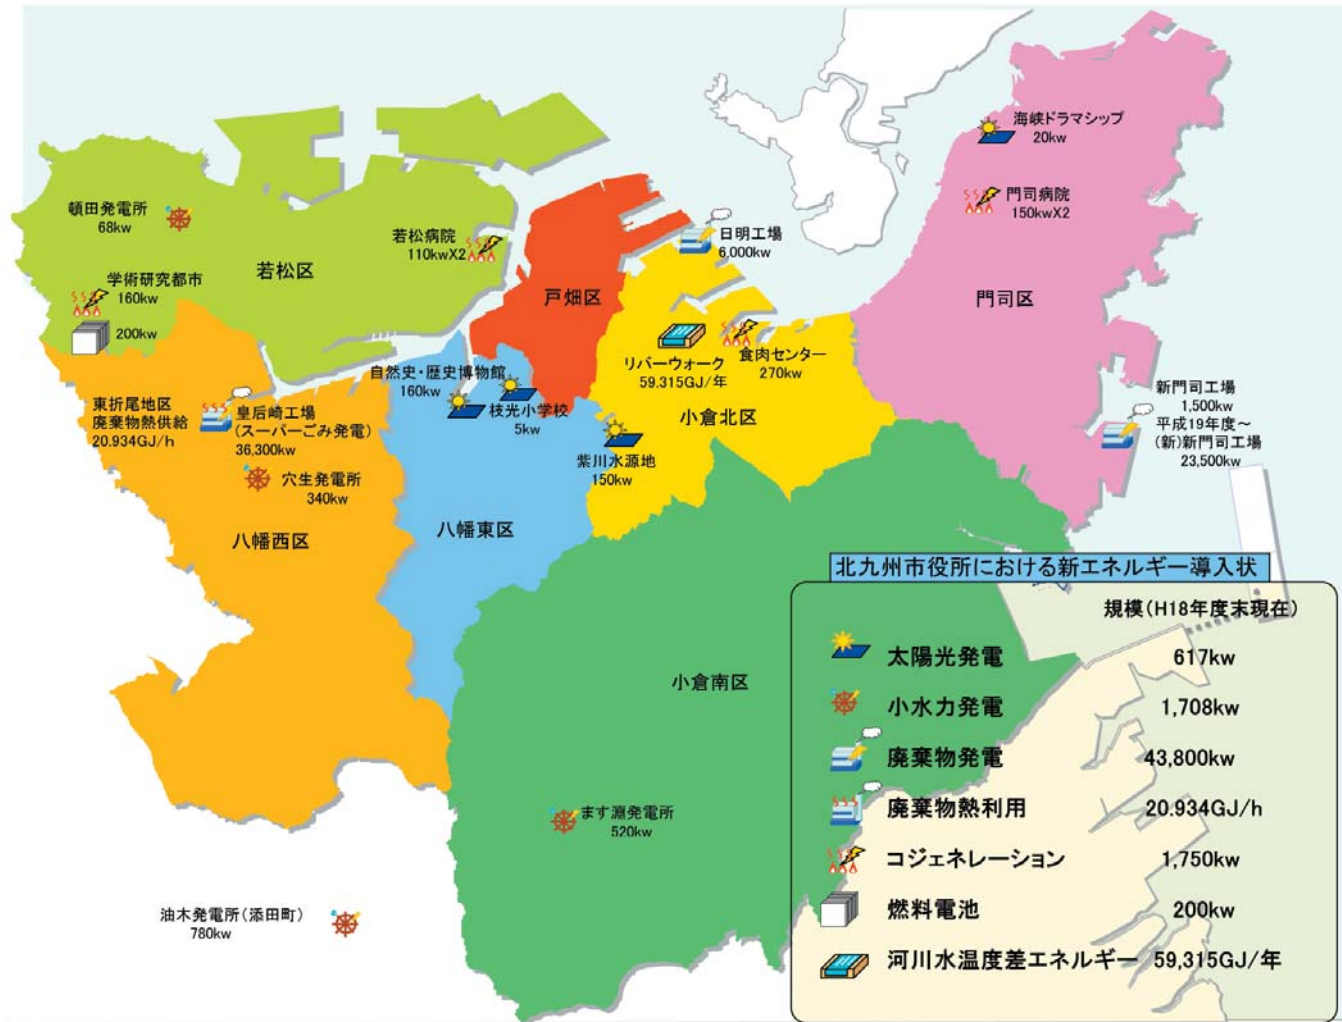 海峡ドラマシップ
20kw
門司病院
150kwX2
頓田発電所
68kw
若松病院
110kwX2
日明工場
6,000kw
若松区
学術研究都市
160kw
200kw
戸畑区
門司区
リバーウォーク
59.315GJ/年
食肉センター
270kw
自然史・歴史博物館
160kw
枝光小学校
5kw
小倉北区
東折尾地区
廃棄物熱供給
20.934GJ/h
皇后崎工場
(スーパーごみ発電)
36,300kw
新門司工場
1,500kw
平成19年度～
(新)新門司工場
23,500kw
紫川水源地
150kw
穴生発電所
340kw
八幡西区
八幡東区
小倉南区
ます淵発電所
520kw
油木発電所(添田町)
780kw
北九州市役所における新エネルギー導入状
規模(H18年度末現在)
太陽光発電 617kw
小水力発電 1,708kw
廃棄物発電 43,800kw
廃棄物熱利用 20.934GJ/h
コジェネレーション 1,750kw
燃料電池 200kw
河川水温度差エネルギー 59,315GJ/年